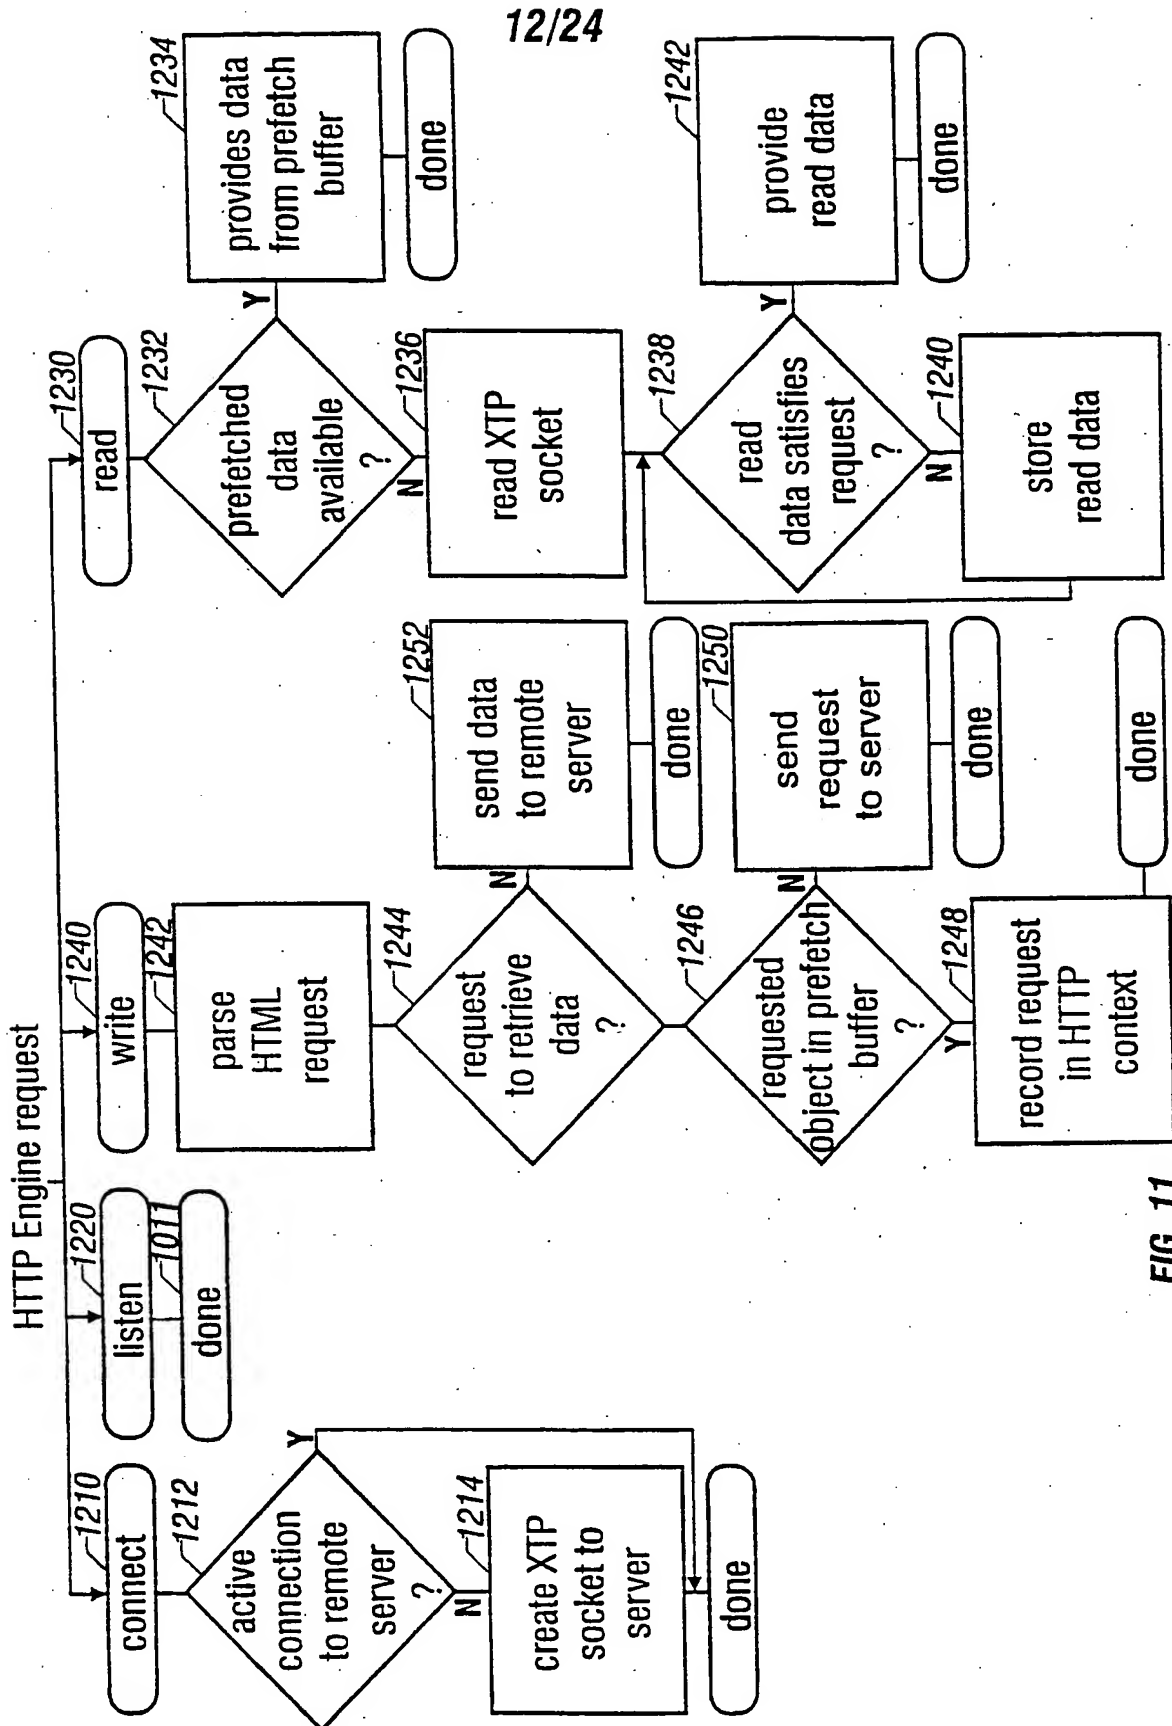 12/24
HTTP Engine request
1210
connect
1212
active
connection
to remote
server
?
Y
N
1214
create XTP
socket to
server
done
1220
listen
1011
done
1240
write
1242
parse
HTML
request
1244
request
to retrieve
data
?
N
1252
send data
to remote
server
done
1246
requested
object in prefetch
buffer
?
N
1250
send
request
to server
done
Y
1248
record request
in HTTP
context
done
1230
read
1232
prefetched
data
available
?
Y
1234
provides data
from prefetch
buffer
done
N
1236
read XTP
socket
1238
read
data satisfies
request
?
Y
1242
provide
read data
done
N
1240
store
read data
FIG. 11